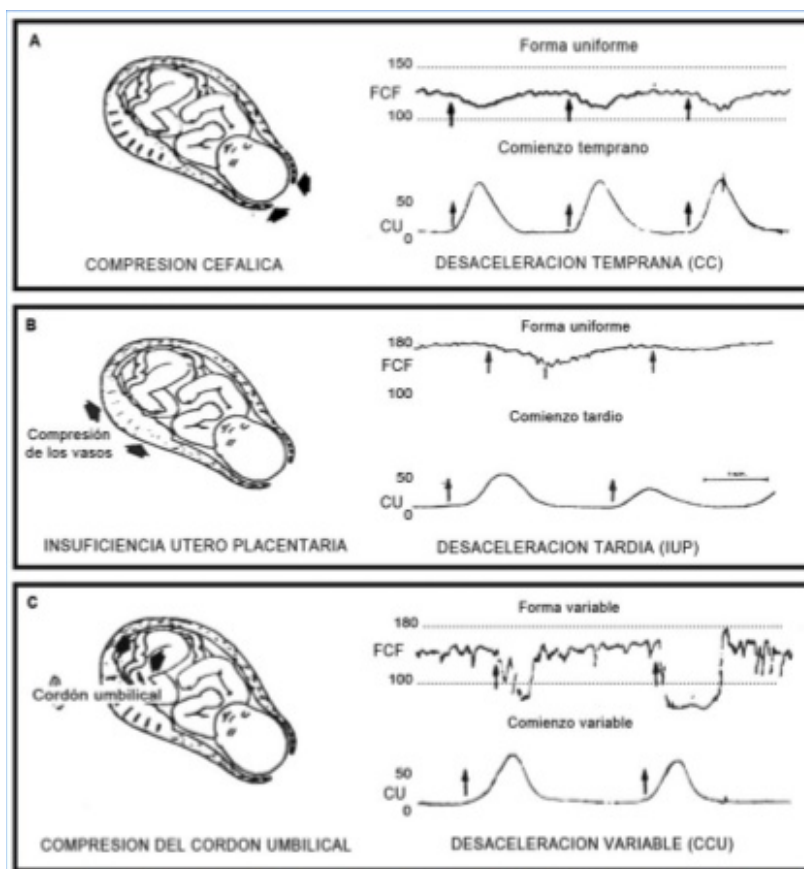 A
Forma uniforme
150
FCF
100
Comienzo temprano
50
CU
0
COMPRESION CEFALICA
DESACELERACION TEMPRANA (CC)
B
Forma uniforme
180
FCF
100
Compresión
de los vasos
Comienzo tardio
50
CU
0
INSUFICIENCIA UTERO PLACENTARIA
DESACELERACION TARDIA (IUP)
C
Forma variable
180
FCF
Cordón umbilical
100
Comienzo variable
50
CU
0
COMPRESION DEL CORDON UMBILICAL
DESACELERACION VARIABLE (CCU)